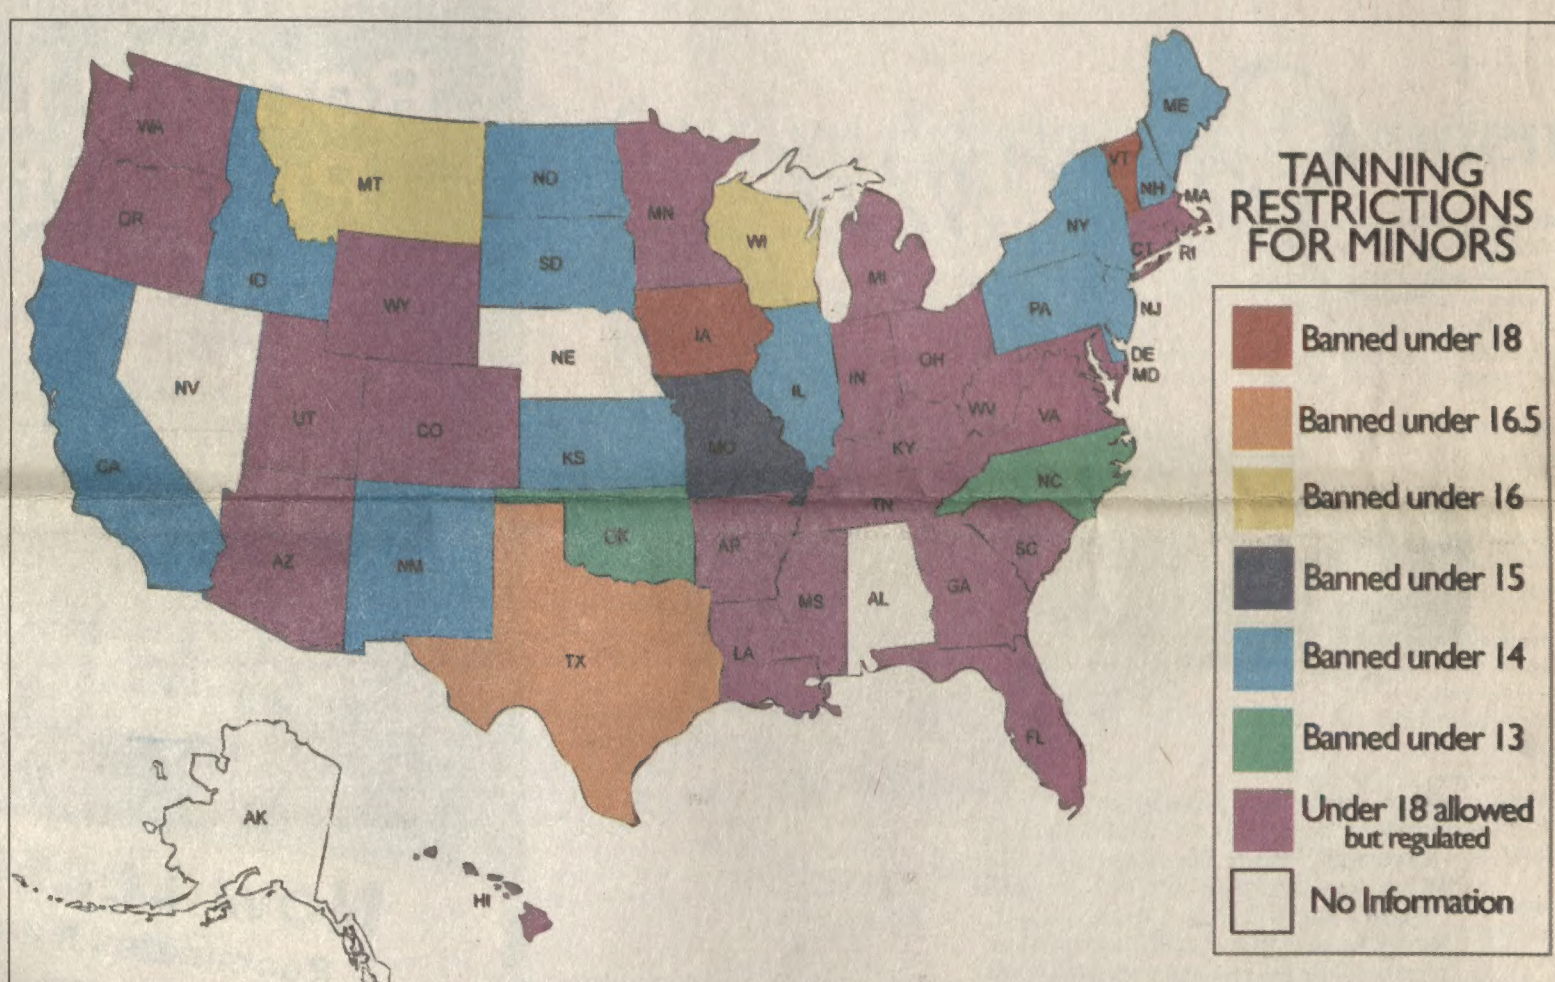 TANNING
RESTRICTIONS
FOR MINORS
Banned under 18
Banned under 16.5
Banned under 16
Banned under 15
Banned under 14
Banned under 13
Under 18 allowed
but regulated
No Information
WA
OR
CA
ID
NV
MT
WY
UT
CO
AZ
NM
ND
SD
NE
KS
OK
TX
MN
IA
MO
AR
LA
WI
IL
MI
IN
OH
KY
TN
MS
AL
GA
FL
SC
NC
VA
WV
PA
NY
VT
NH
ME
MA
CT
RI
NJ
DE
MD
AK
HI